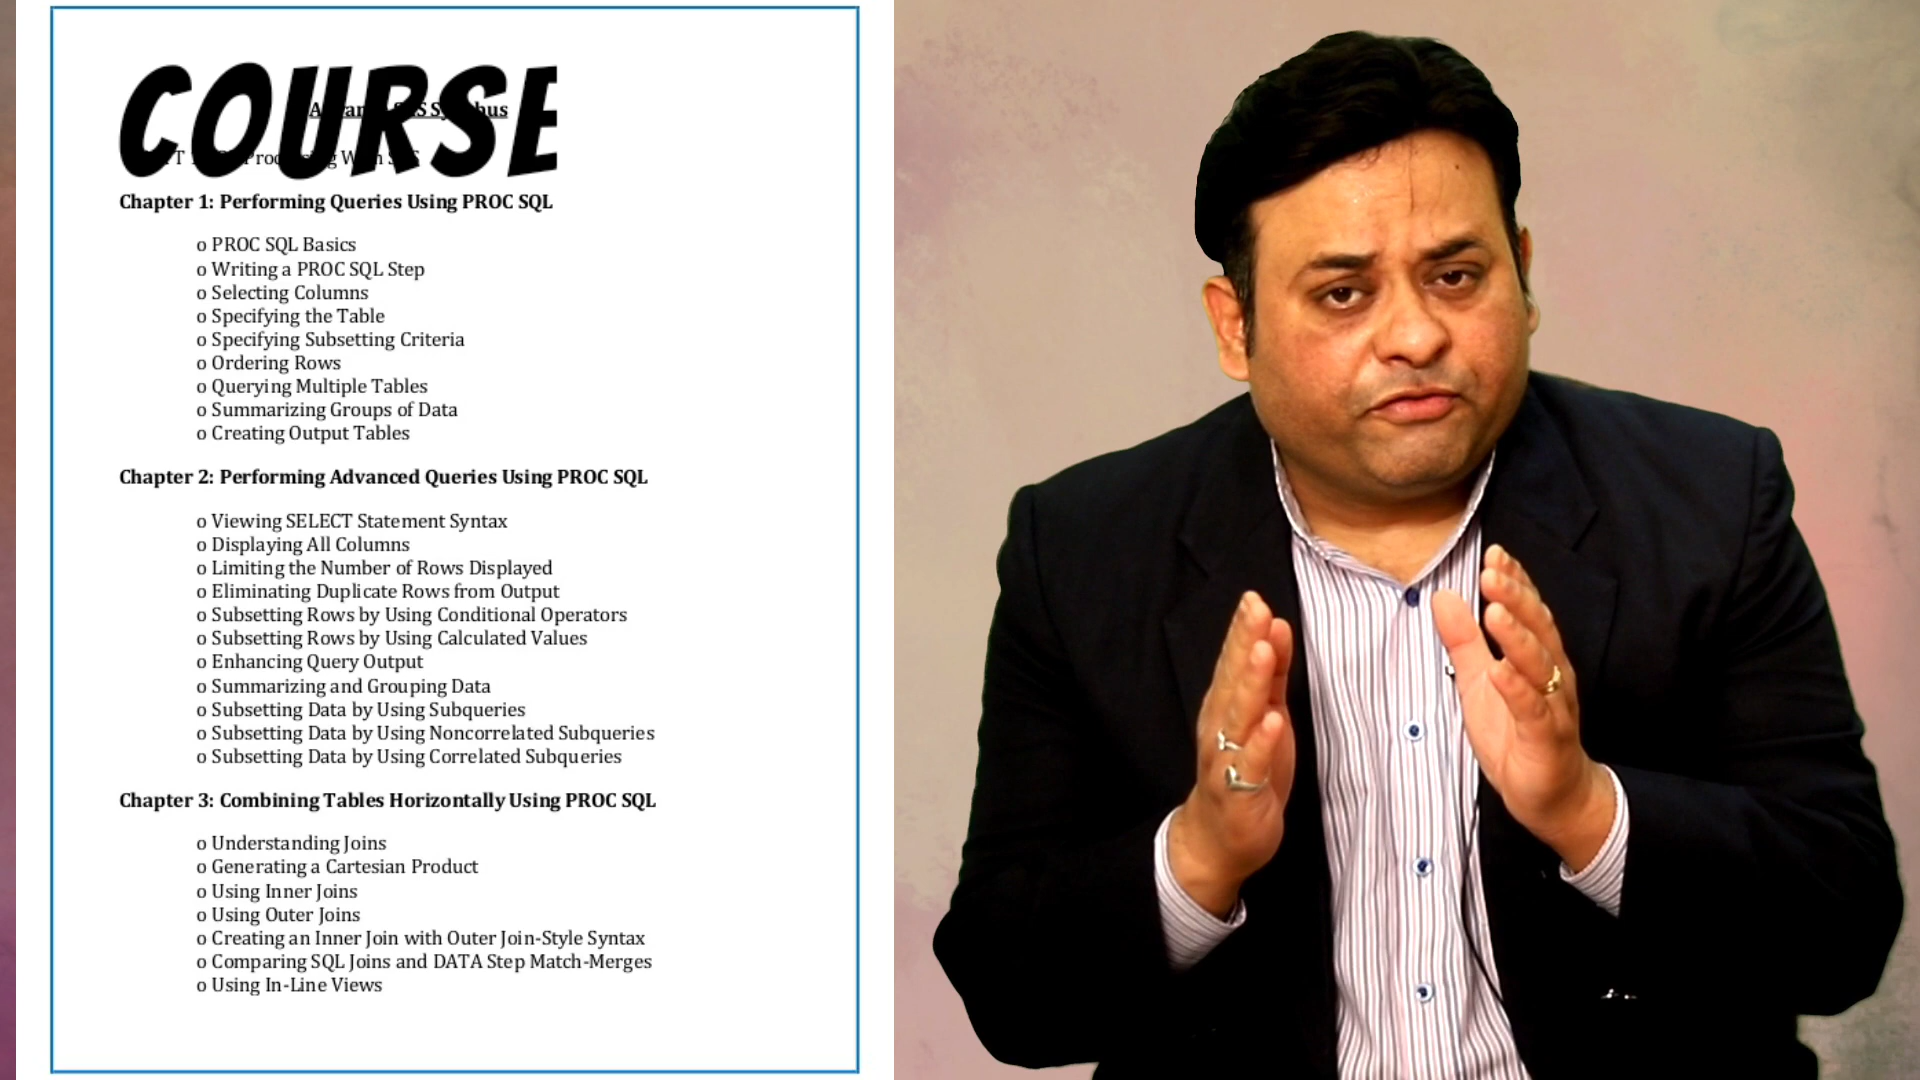 COURSE
Syllabus
With SAS
Chapter 1: Performing Queries Using PROC SQL
o PROC SQL Basics
o Writing a PROC SQL Step
o Selecting Columns
o Specifying the Table
o Specifying Subsetting Criteria
o Ordering Rows
o Querying Multiple Tables
o Summarizing Groups of Data
o Creating Output Tables
Chapter 2: Performing Advanced Queries Using PROC SQL
o Viewing SELECT Statement Syntax
o Displaying All Columns
o Limiting the Number of Rows Displayed
o Eliminating Duplicate Rows from Output
o Subsetting Rows by Using Conditional Operators
o Subsetting Rows by Using Calculated Values
o Enhancing Query Output
o Summarizing and Grouping Data
o Subsetting Data by Using Subqueries
o Subsetting Data by Using Noncorrelated Subqueries
o Subsetting Data by Using Correlated Subqueries
Chapter 3: Combining Tables Horizontally Using PROC SQL
o Understanding Joins
o Generating a Cartesian Product
o Using Inner Joins
o Using Outer Joins
o Creating an Inner Join with Outer Join-Style Syntax
o Comparing SQL Joins and DATA Step Match-Merges
o Using In-Line Views